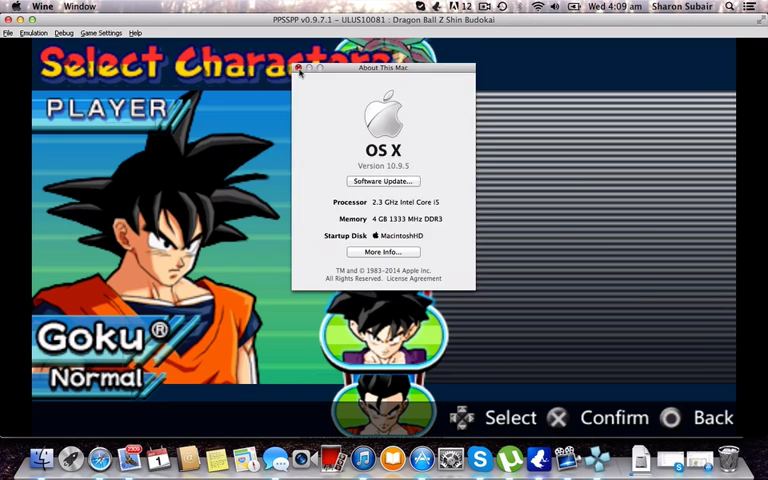 Wine Window
12
Wed 4:09 am Sharon Subair
PPSSPP v0.9.7.1 - ULUS10081 : Dragon Ball Z Shin Budokai
File Emulation Debug Game Settings Help
Select Character
PLAYER
About This Mac
OS X
Version 10.9.5
Software Update...
Processor 2.3 GHz Intel Core i5
Memory 4 GB 1333 MHz DDR3
Startup Disk MacintoshHD
More Info...
TM and © 1983-2014 Apple Inc.
All Rights Reserved. License Agreement
Goku®
Normal
Select Confirm Back
1